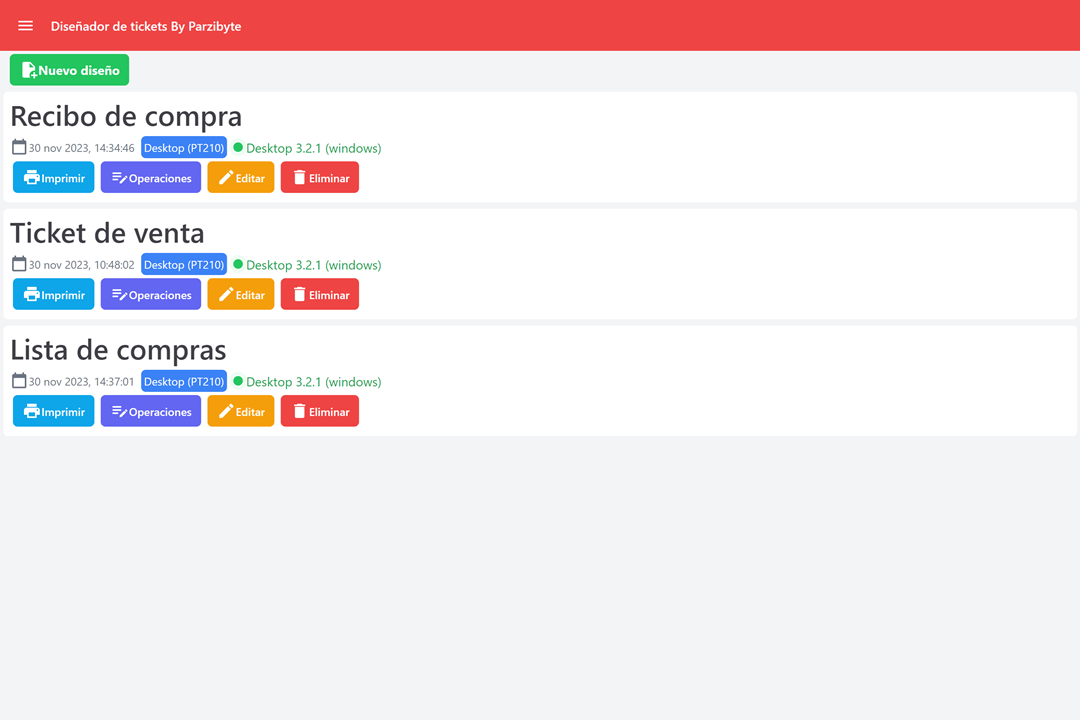 Diseñador de tickets By Parzibyte
Nuevo diseño
Recibo de compra
30 nov 2023, 14:34:46 Desktop (PT210) Desktop 3.2.1 (windows)
Imprimir Operaciones Editar Eliminar
Ticket de venta
30 nov 2023, 10:48:02 Desktop (PT210) Desktop 3.2.1 (windows)
Imprimir Operaciones Editar Eliminar
Lista de compras
30 nov 2023, 14:37:01 Desktop (PT210) Desktop 3.2.1 (windows)
Imprimir Operaciones Editar Eliminar